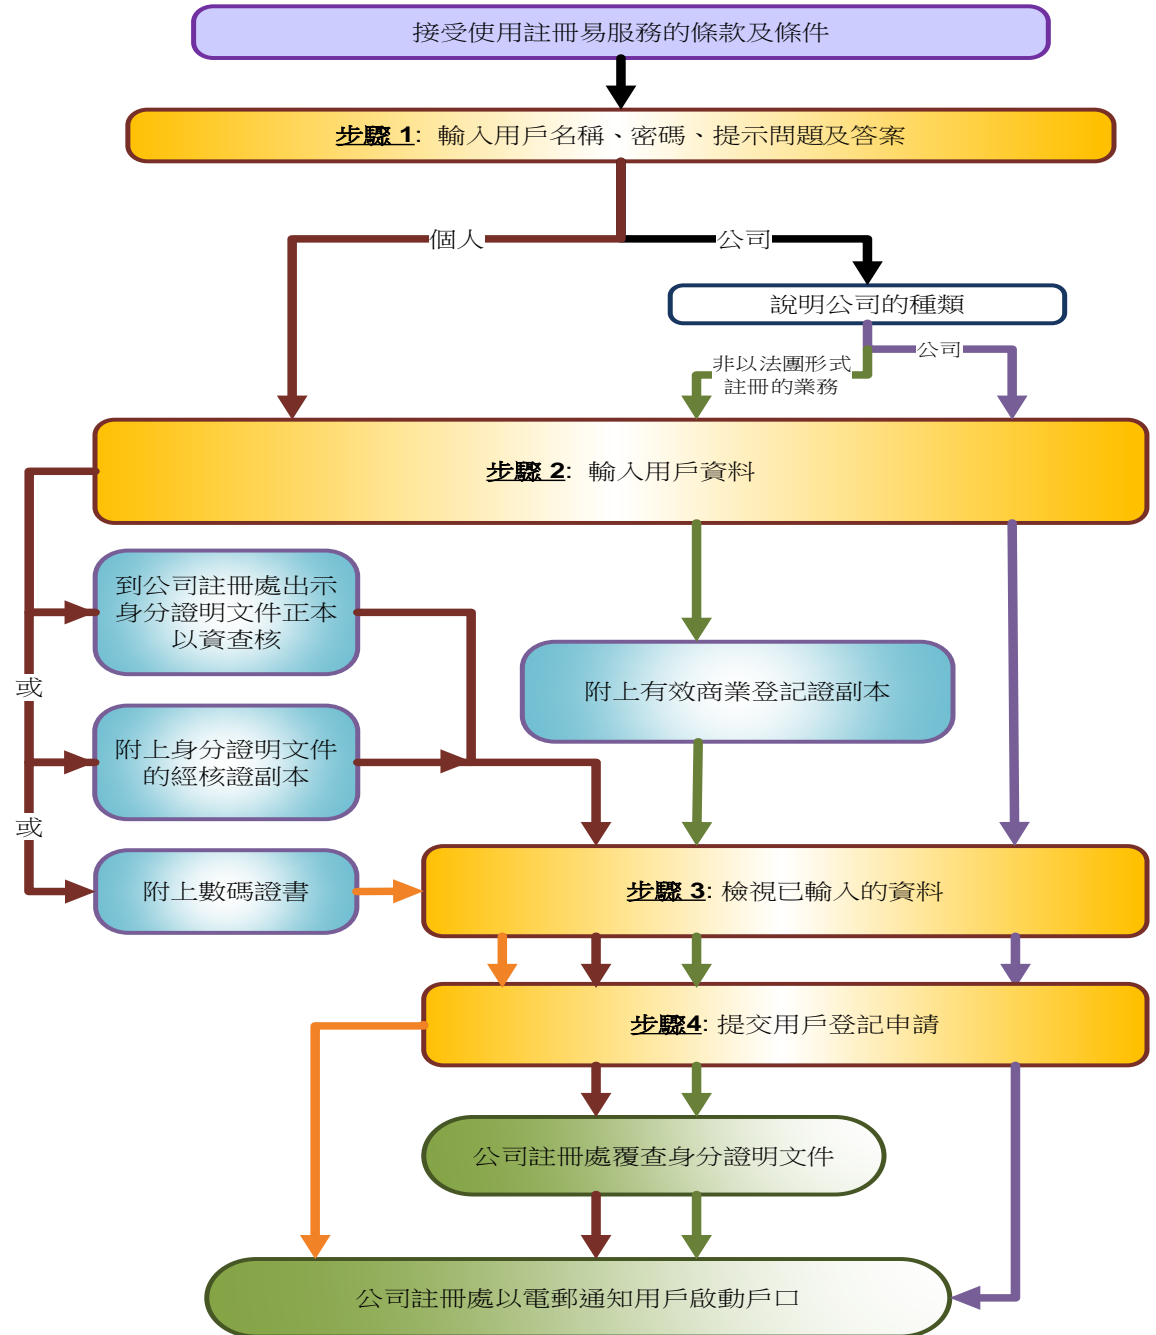 接受使用註冊易服務的條款及條件
步驟 1: 輸入用戶名稱、密碼、提示問題及答案
個人
公司
說明公司的種類
公司
非以法團形式
註冊的業務
步驟 2: 輸入用戶資料
到公司註冊處出示
身分證明文件正本
以資查核
或
附上有效商業登記證副本
附上身分證明文件
的經核證副本
或
附上數碼證書
步驟 3: 檢視已輸入的資料
步驟4: 提交用戶登記申請
公司註冊處覆查身分證明文件
公司註冊處以電郵通知用戶啟動戶口